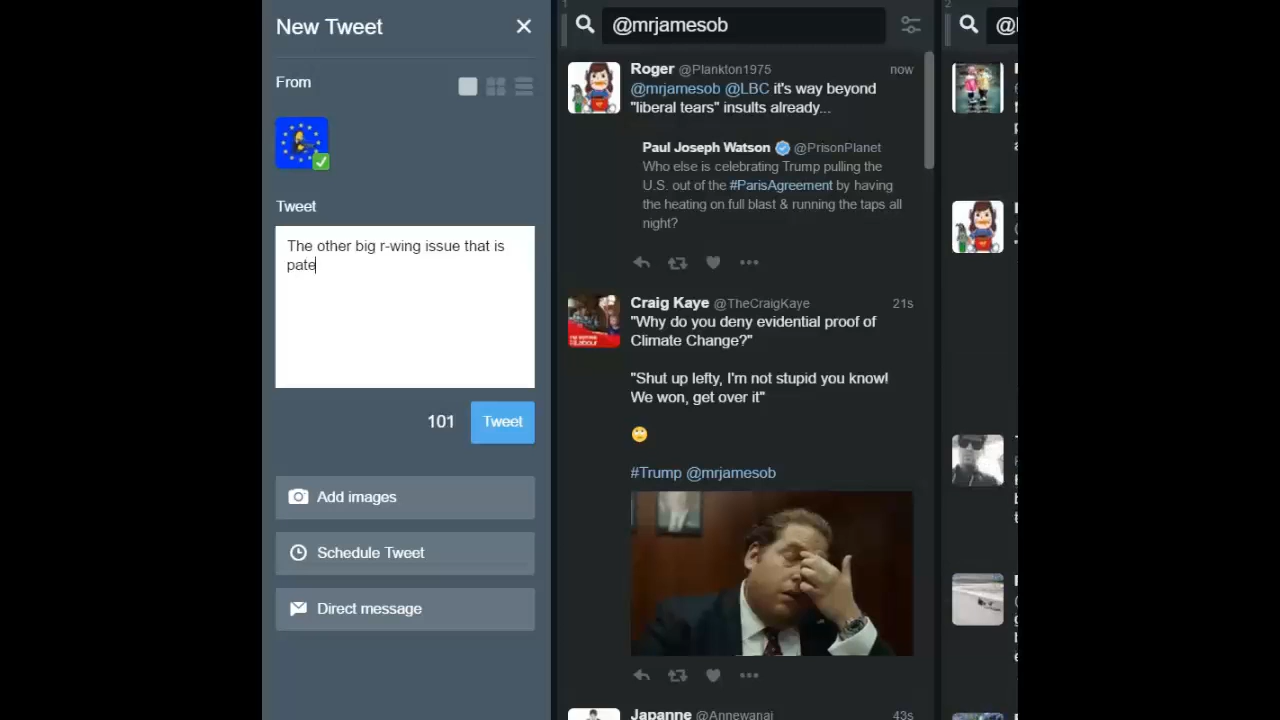 New Tweet
From
Tweet
The other big r-wing issue that is
pate
101
Tweet
Add images
Schedule Tweet
Direct message
1
@mrjamesob
Roger @Plankton1975 now
@mrjamesob @LBC it's way beyond
"liberal tears" insults already...
Paul Joseph Watson @PrisonPlanet
Who else is celebrating Trump pulling the
U.S. out of the #ParisAgreement by having
the heating on full blast & running the taps all
night?
Craig Kaye @TheCraigKaye 21s
"Why do you deny evidential proof of
Climate Change?"
"Shut up lefty, I'm not stupid you know!
We won, get over it"
#Trump @mrjamesob
Japanne @Annewanai 43s
2